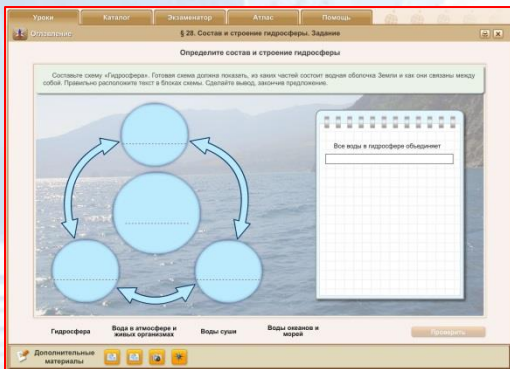 Уроки Каталог Экзаменатор Атлас Помощь
Оглавление § 28. Состав и строение гидросферы. Задание
Определите состав и строение гидросферы
Составьте схему «Гидросфера». Готовая схема должна показать, из каких частей состоит водная оболочка Земли и как они связаны между
собой. Правильно расположите текст в блоках схемы. Сделайте вывод, закончив предложение.
Все воды в гидросфере объединяет
Гидросфера
Вода в атмосфере и
живых организмах
Воды суши
Воды океанов и
морей
Проверить
Дополнительные
материалы